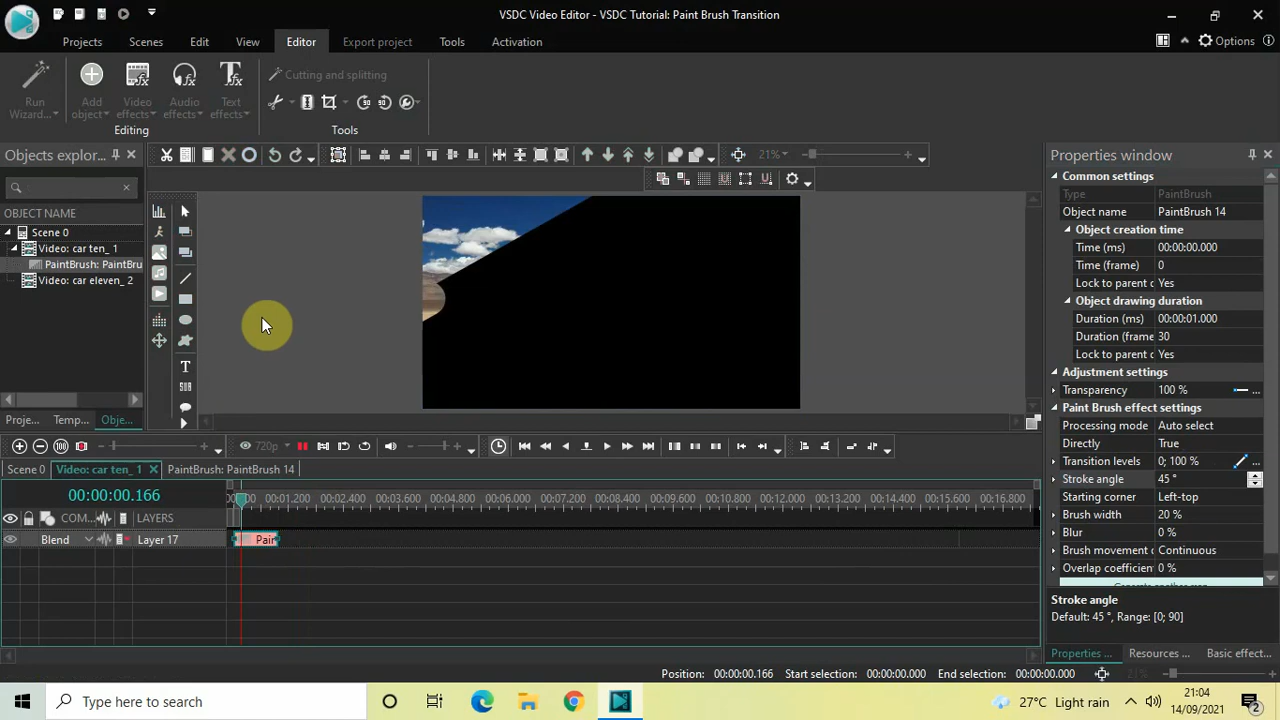 VSDC Video Editor - VSDC Tutorial: Paint Brush Transition
Projects
Scenes
Edit
View
Editor
Export project
Tools
Activation
Options
Run Wizard...
Add object
Video effects
Audio effects
Text effects
Cutting and splitting
Editing
Tools
Objects explor...
21%
Properties window
OBJECT NAME
Scene 0
Video: car ten_ 1
PaintBrush: PaintBru
Video: car eleven_ 2
Common settings
Type PaintBrush
Object name PaintBrush 14
Object creation time
Time (ms) 00:00:00.000
Time (frame) 0
Lock to parent d Yes
Object drawing duration
Duration (ms) 00:00:01.000
Duration (frame 30
Lock to parent d Yes
Adjustment settings
Transparency 100 % ...
Paint Brush effect settings
Processing mode Auto select
Directly True
Transition levels 0; 100 % ...
Stroke angle 45 °
Starting corner Left-top
Brush width 20 %
Blur 0 %
Brush movement Continuous
Overlap coefficien 0 %
Stroke angle
Default: 45 °, Range: [0; 90]
Proje...
Temp...
Obje...
720p
Scene 0
Video: car ten_ 1
PaintBrush: PaintBrush 14
00:00:00.166
00:01.200 00:02.400 00:03.600 00:04.800 00:06.000 00:07.200 00:08.400 00:09.600 00:10.800 00:12.000 00:13.200 00:14.400 00:15.600 00:16.800
COM...
LAYERS
Blend
Layer 17
Pair
Properties ...
Resources ...
Basic effect...
Position: 00:00:00.166
Start selection: 00:00:00.000
End selection: 00:00:00.000
21%
Type here to search
27°C Light rain
21:04
14/09/2021
2